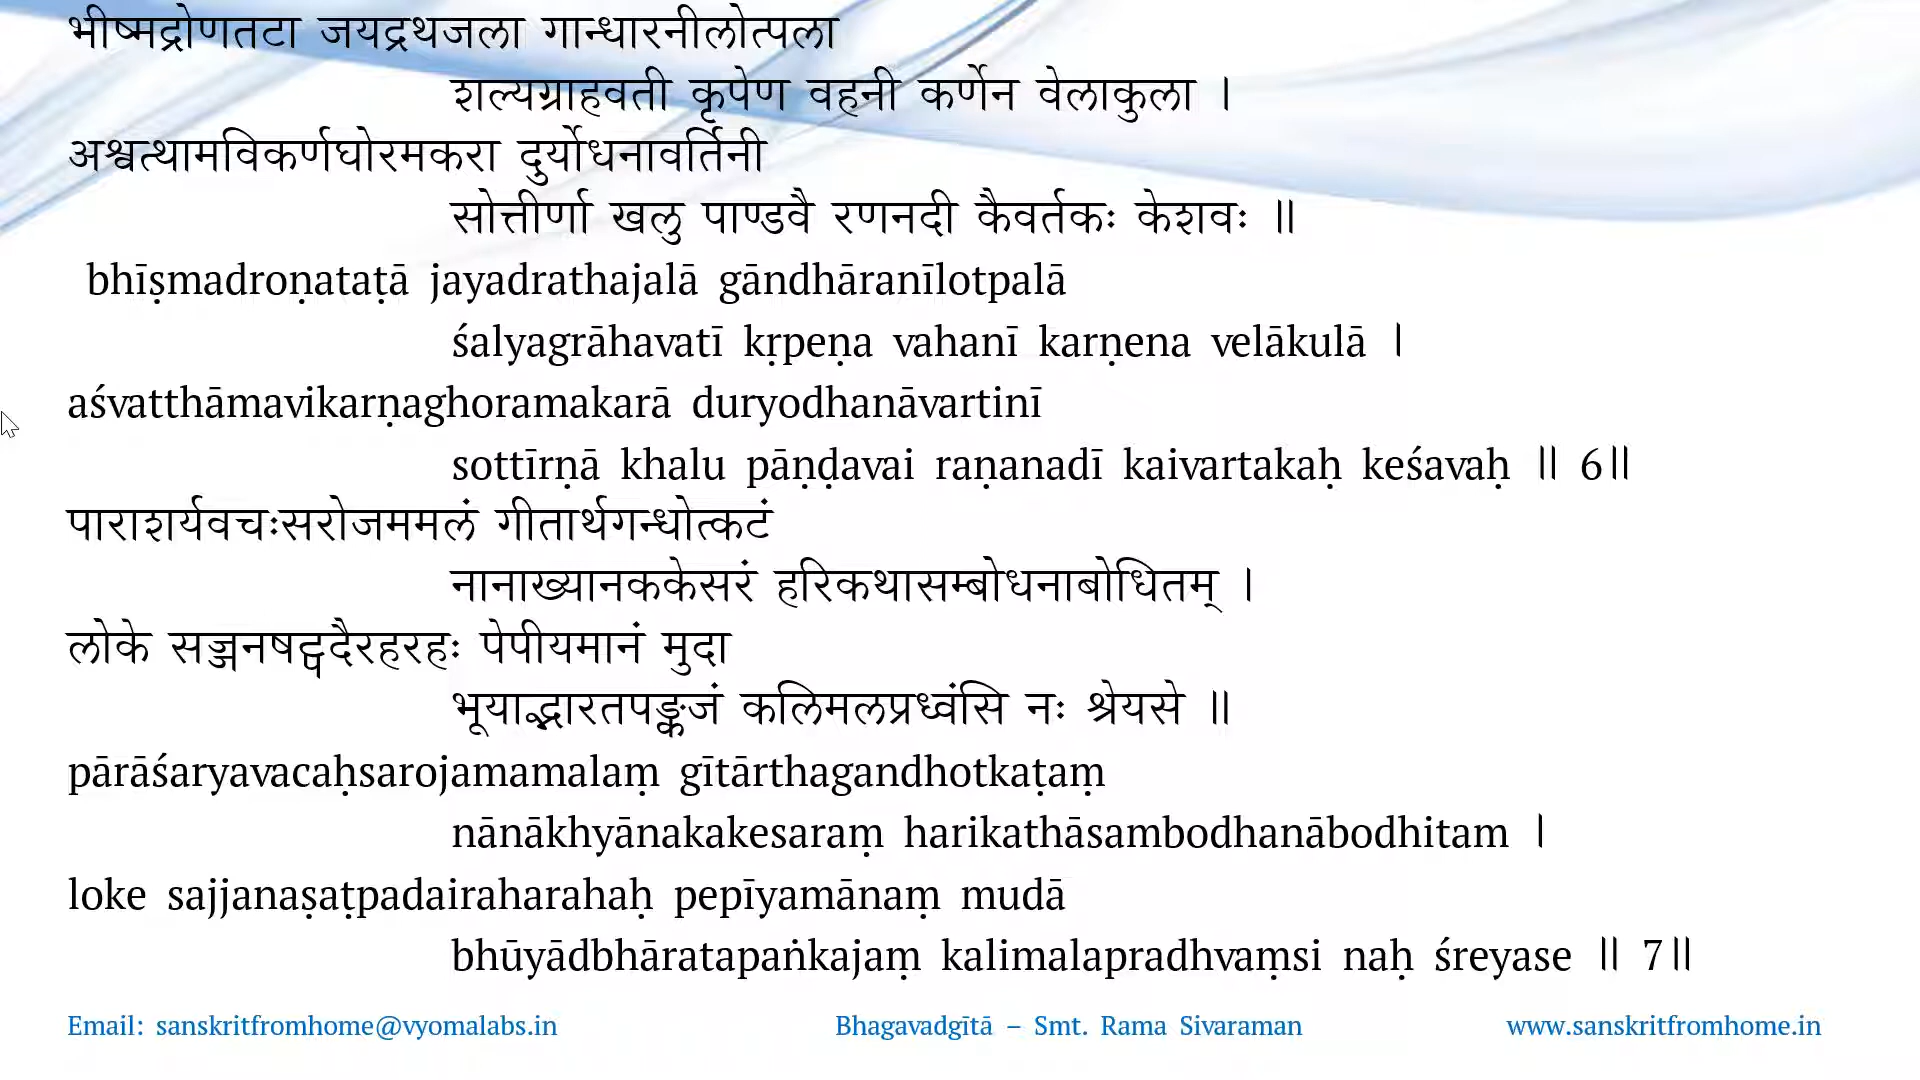 भीष्मद्रोणतटा जयद्रथजला गान्धारनीलोत्पला
शल्यग्राहवती कृपेण वहनी कर्णेन वेलाकुला ।
अश्वत्थामविकर्णघोरमकरा दुर्योधनावर्तिनी
सोत्तीर्णा खलु पाण्डवै रणनदी कैवर्तकः केशवः ॥
bhīṣmadroṇataṭā jayadrathajalā gāndhāranīlotpalā
śalyagrāhavatī kṛpeṇa vahanī karṇena velākulā ।
aśvatthāmavikarṇaghoramakarā duryodhanāvartinī
sottīrṇā khalu pāṇḍavai raṇanadī kaivartakaḥ keśavaḥ ॥ 6॥
पाराशर्यवचःसरोजममलं गीतार्थगन्धोत्कटं
नानाख्यानककेसरं हरिकथासम्बोधनाबोधितम् ।
लोके सज्जनषट्पदैरहरहः पेपीयमानं मुदा
भूयाद्भारतपङ्कजं कलिमलप्रध्वंसि नः श्रेयसे ॥
pārāśaryavacaḥsarojamamalaṃ gītārthagandhotkaṭaṃ
nānākhyānakakesaraṃ harikathāsambodhanābodhitam ।
loke sajjanaṣaṭpadairaharahaḥ pepīyamānaṃ mudā
bhūyādbhāratapaṅkajaṃ kalimalapradhvaṃsi naḥ śreyase ॥ 7॥
Email: sanskritfromhome@vyomalabs.in Bhagavadgītā – Smt. Rama Sivaraman www.sanskritfromhome.in